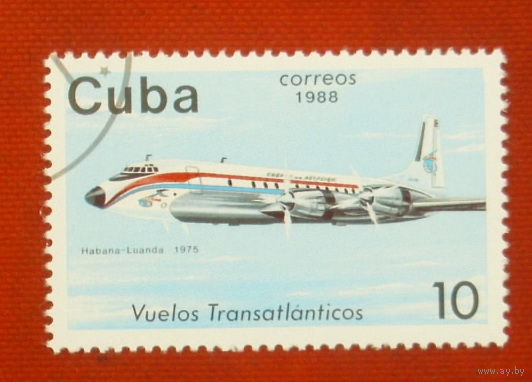 Cuba
correos
1988
Habana-Luanda 1975
Vuelos Transatlánticos
10
www.ay.by